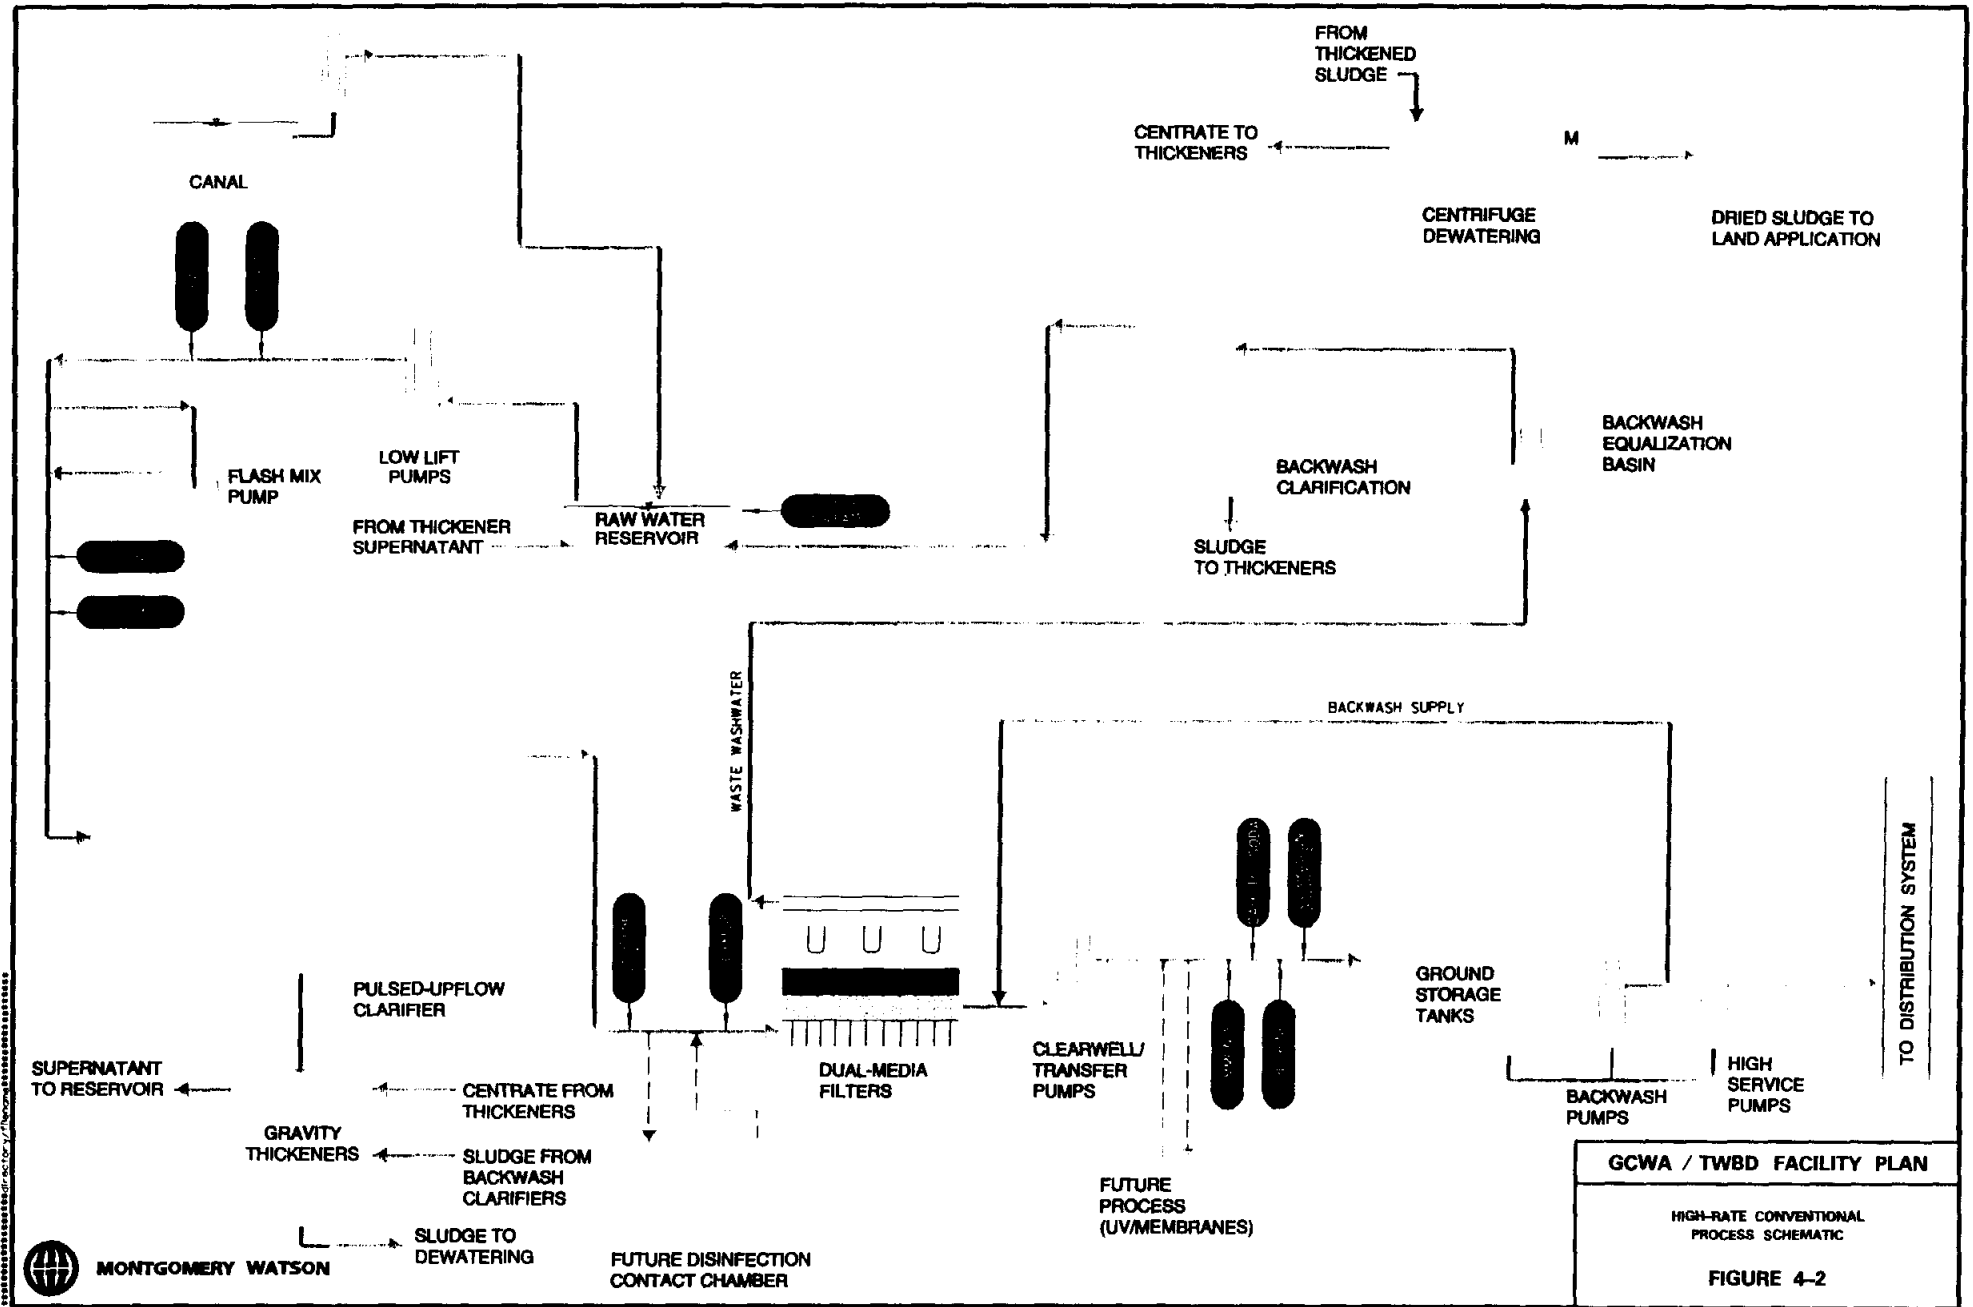 FROM
THICKENED
SLUDGE
CENTRATE TO
THICKENERS
M
CANAL
CENTRIFUGE
DEWATERING
DRIED SLUDGE TO
LAND APPLICATION
BACKWASH
EQUALIZATION
BASIN
LOW LIFT
PUMPS
FLASH MIX
PUMP
BACKWASH
CLARIFICATION
FROM THICKENER
SUPERNATANT
RAW WATER
RESERVOIR
SLUDGE
TO THICKENERS
WASTE WASHWATER
BACKWASH SUPPLY
TO DISTRIBUTION SYSTEM
PULSED-UPFLOW
CLARIFIER
GROUND
STORAGE
TANKS
SUPERNATANT
TO RESERVOIR
CENTRATE FROM
THICKENERS
DUAL-MEDIA
FILTERS
CLEARWELL/
TRANSFER
PUMPS
BACKWASH
PUMPS
HIGH
SERVICE
PUMPS
GRAVITY
THICKENERS
SLUDGE FROM
BACKWASH
CLARIFIERS
FUTURE
PROCESS
(UV/MEMBRANES)
SLUDGE TO
DEWATERING
FUTURE DISINFECTION
CONTACT CHAMBER
MONTGOMERY WATSON
GCWA / TWBD FACILITY PLAN
HIGH-RATE CONVENTIONAL
PROCESS SCHEMATIC
FIGURE 4-2